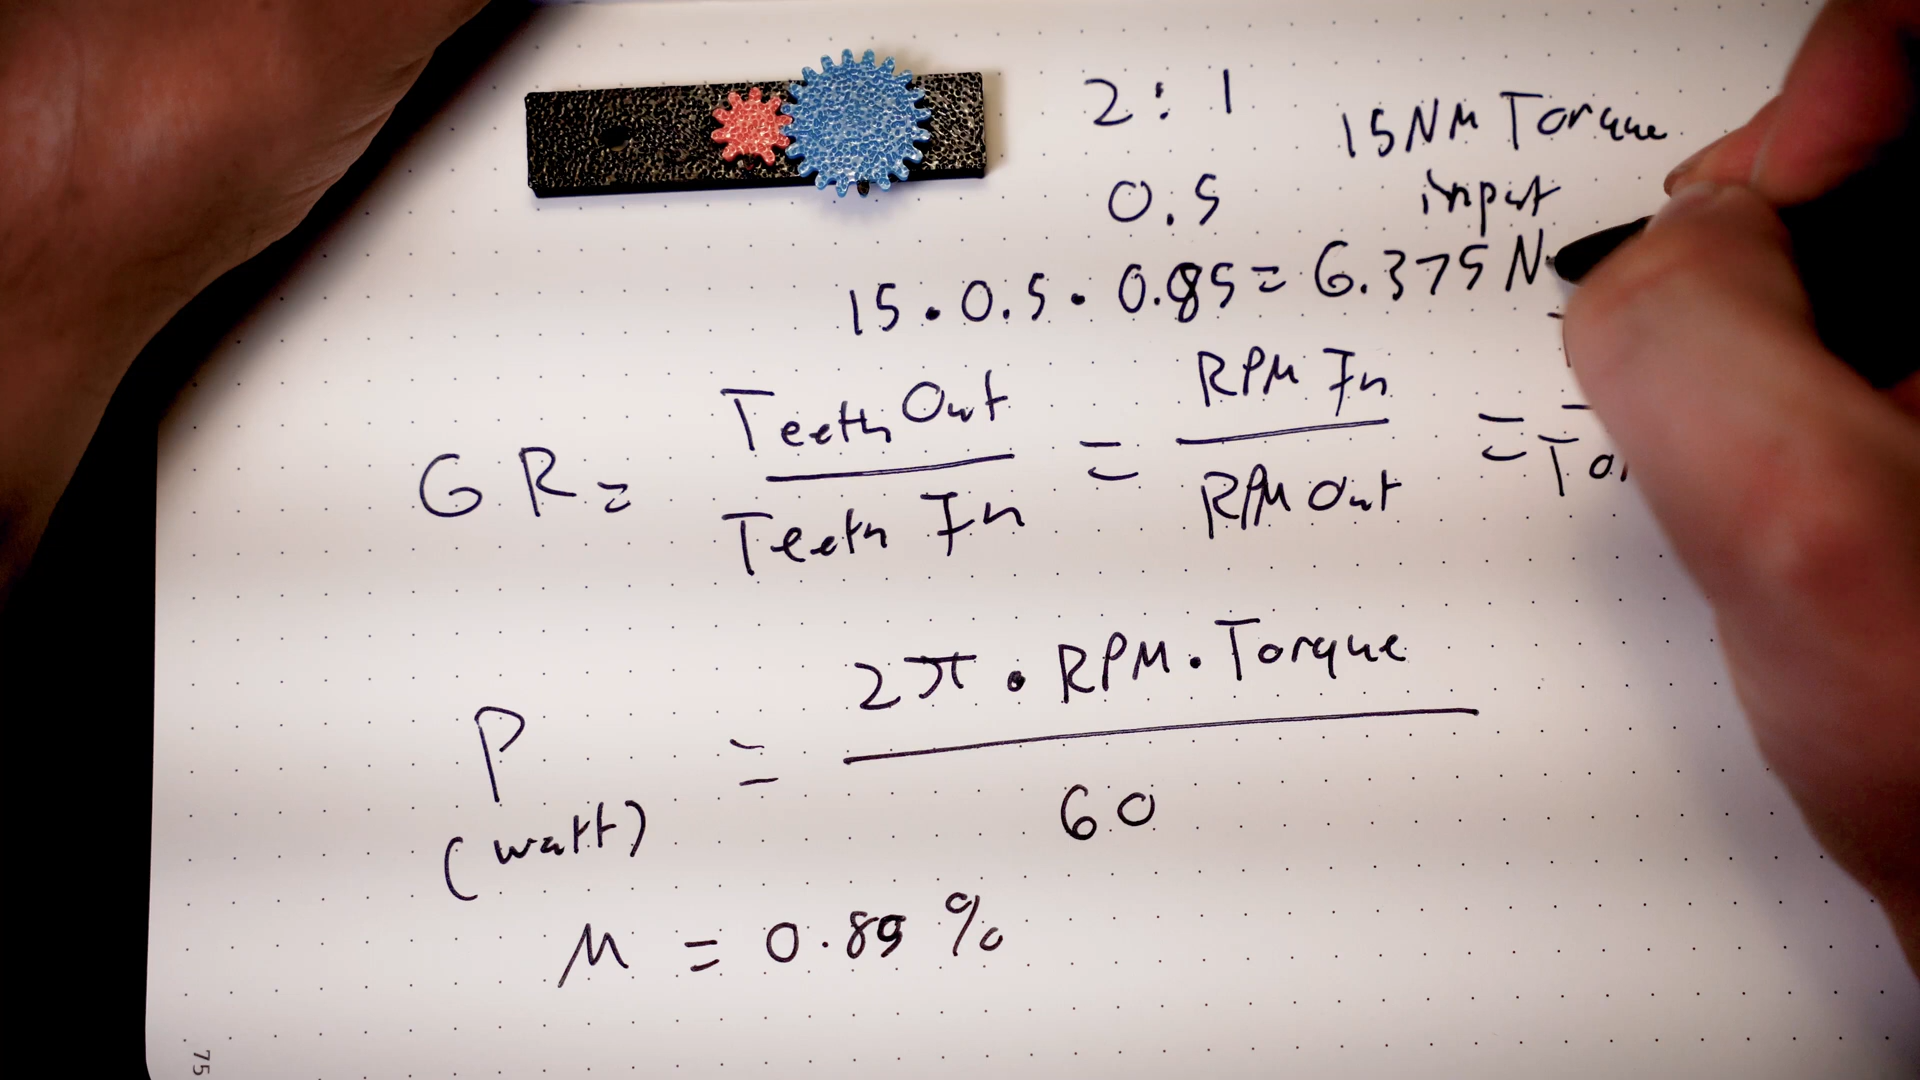 2:1
15NM Torque
input
0.5
15 · 0.5 · 0.85 = 6.375 N
GR = Teeth Out / Teeth In = RPM In / RPM Out =
P (watt) = 2π · RPM · Torque / 60
M = 0.85 %
75